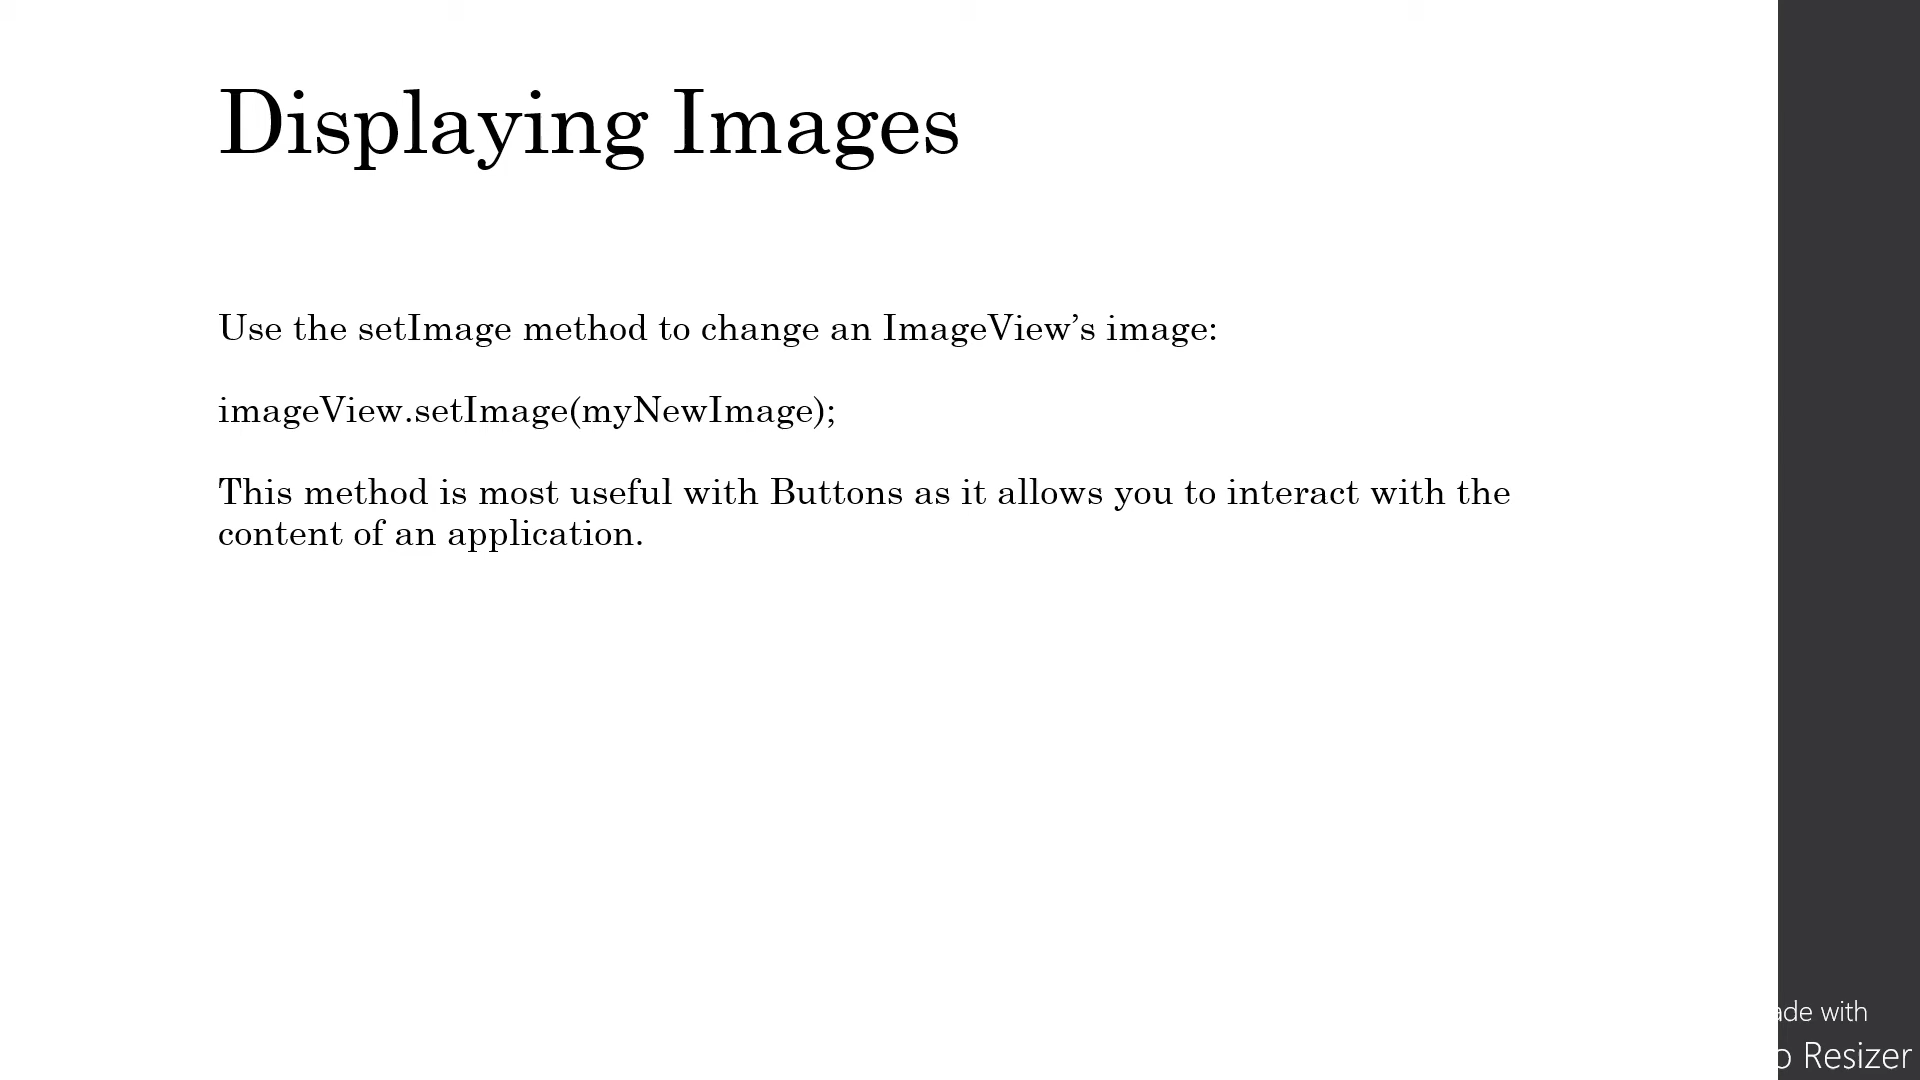 Displaying Images
Use the setImage method to change an ImageView’s image:
imageView.setImage(myNewImage);
This method is most useful with Buttons as it allows you to interact with the
content of an application.
with
Resizer